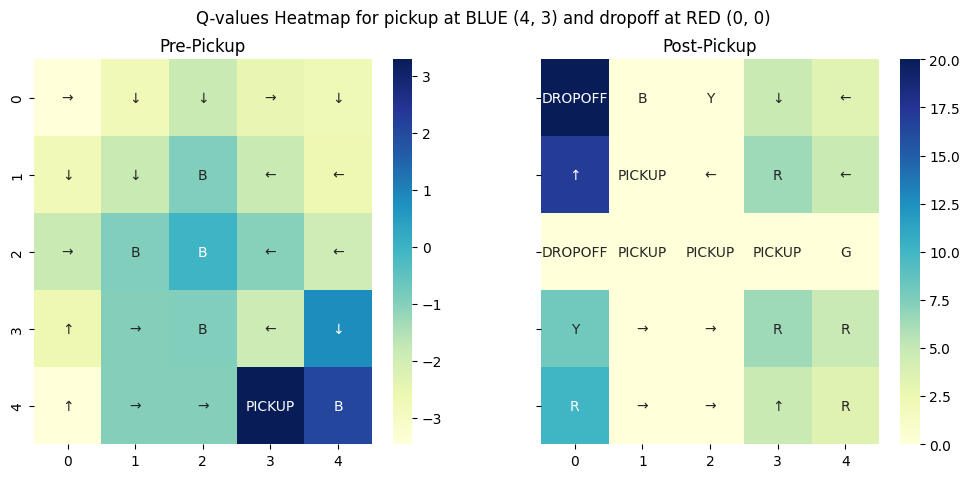 Q-values Heatmap for pickup at BLUE (4, 3) and dropoff at RED (0, 0)
Pre-Pickup
0 → ↓ ↓ → ↓
1 ↓ ↓ B ← ←
2 → B B ← ←
3 ↑ → B ← ↓
4 ↑ → → PICKUP B
0 1 2 3 4
3
2
1
0
−1
−2
−3
Post-Pickup
DROPOFF B Y ↓ ←
↑ PICKUP ← R ←
DROPOFF PICKUP PICKUP PICKUP G
Y → → R R
R → → ↑ R
0 1 2 3 4
20.0
17.5
15.0
12.5
10.0
7.5
5.0
2.5
0.0